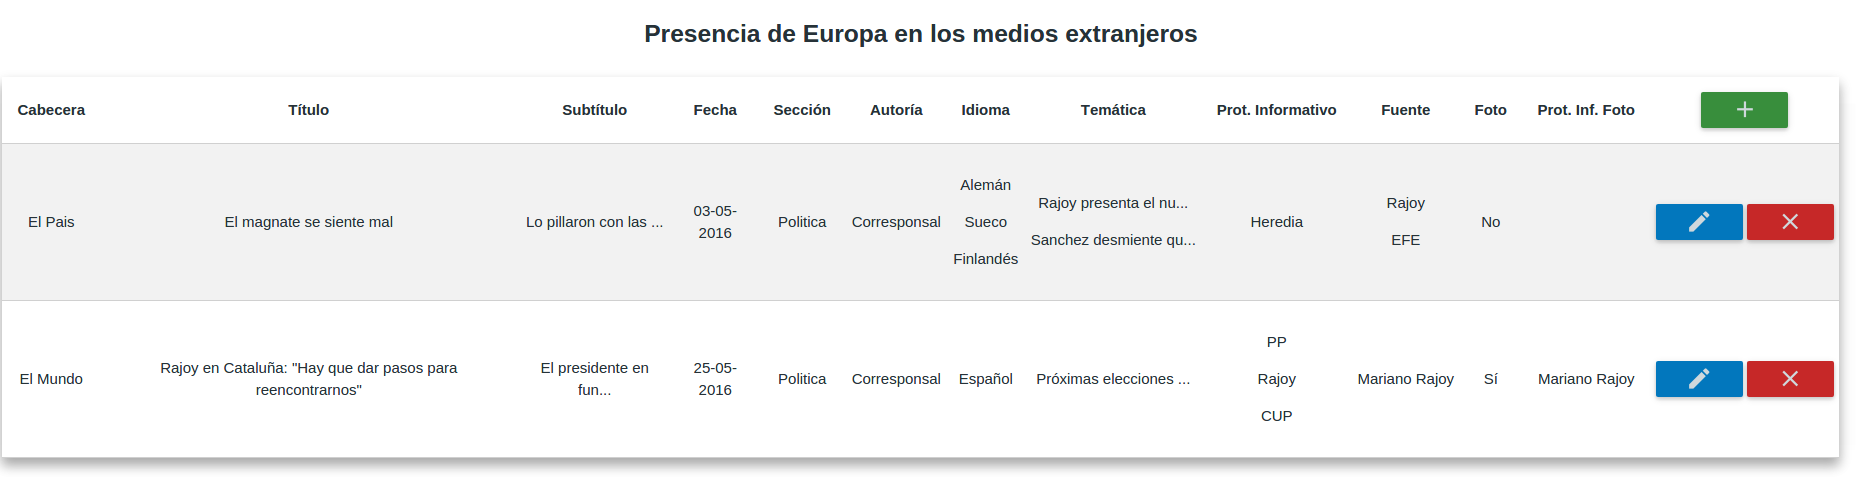 Presencia de Europa en los medios extranjeros
Cabecera Título Subtítulo Fecha Sección Autoría Idioma Temática Prot. Informativo Fuente Foto Prot. Inf. Foto
El Pais
El magnate se siente mal
Lo pillaron con las ...
03-05-
2016
Politica
Corresponsal
Alemán
Sueco
Finlandés
Rajoy presenta el nu...
Sanchez desmiente qu...
Heredia
Rajoy
EFE
No
El Mundo
Rajoy en Cataluña: "Hay que dar pasos para
reencontrarnos"
El presidente en
fun...
25-05-
2016
Politica
Corresponsal
Español
Próximas elecciones ...
PP
Rajoy
CUP
Mariano Rajoy
Sí
Mariano Rajoy